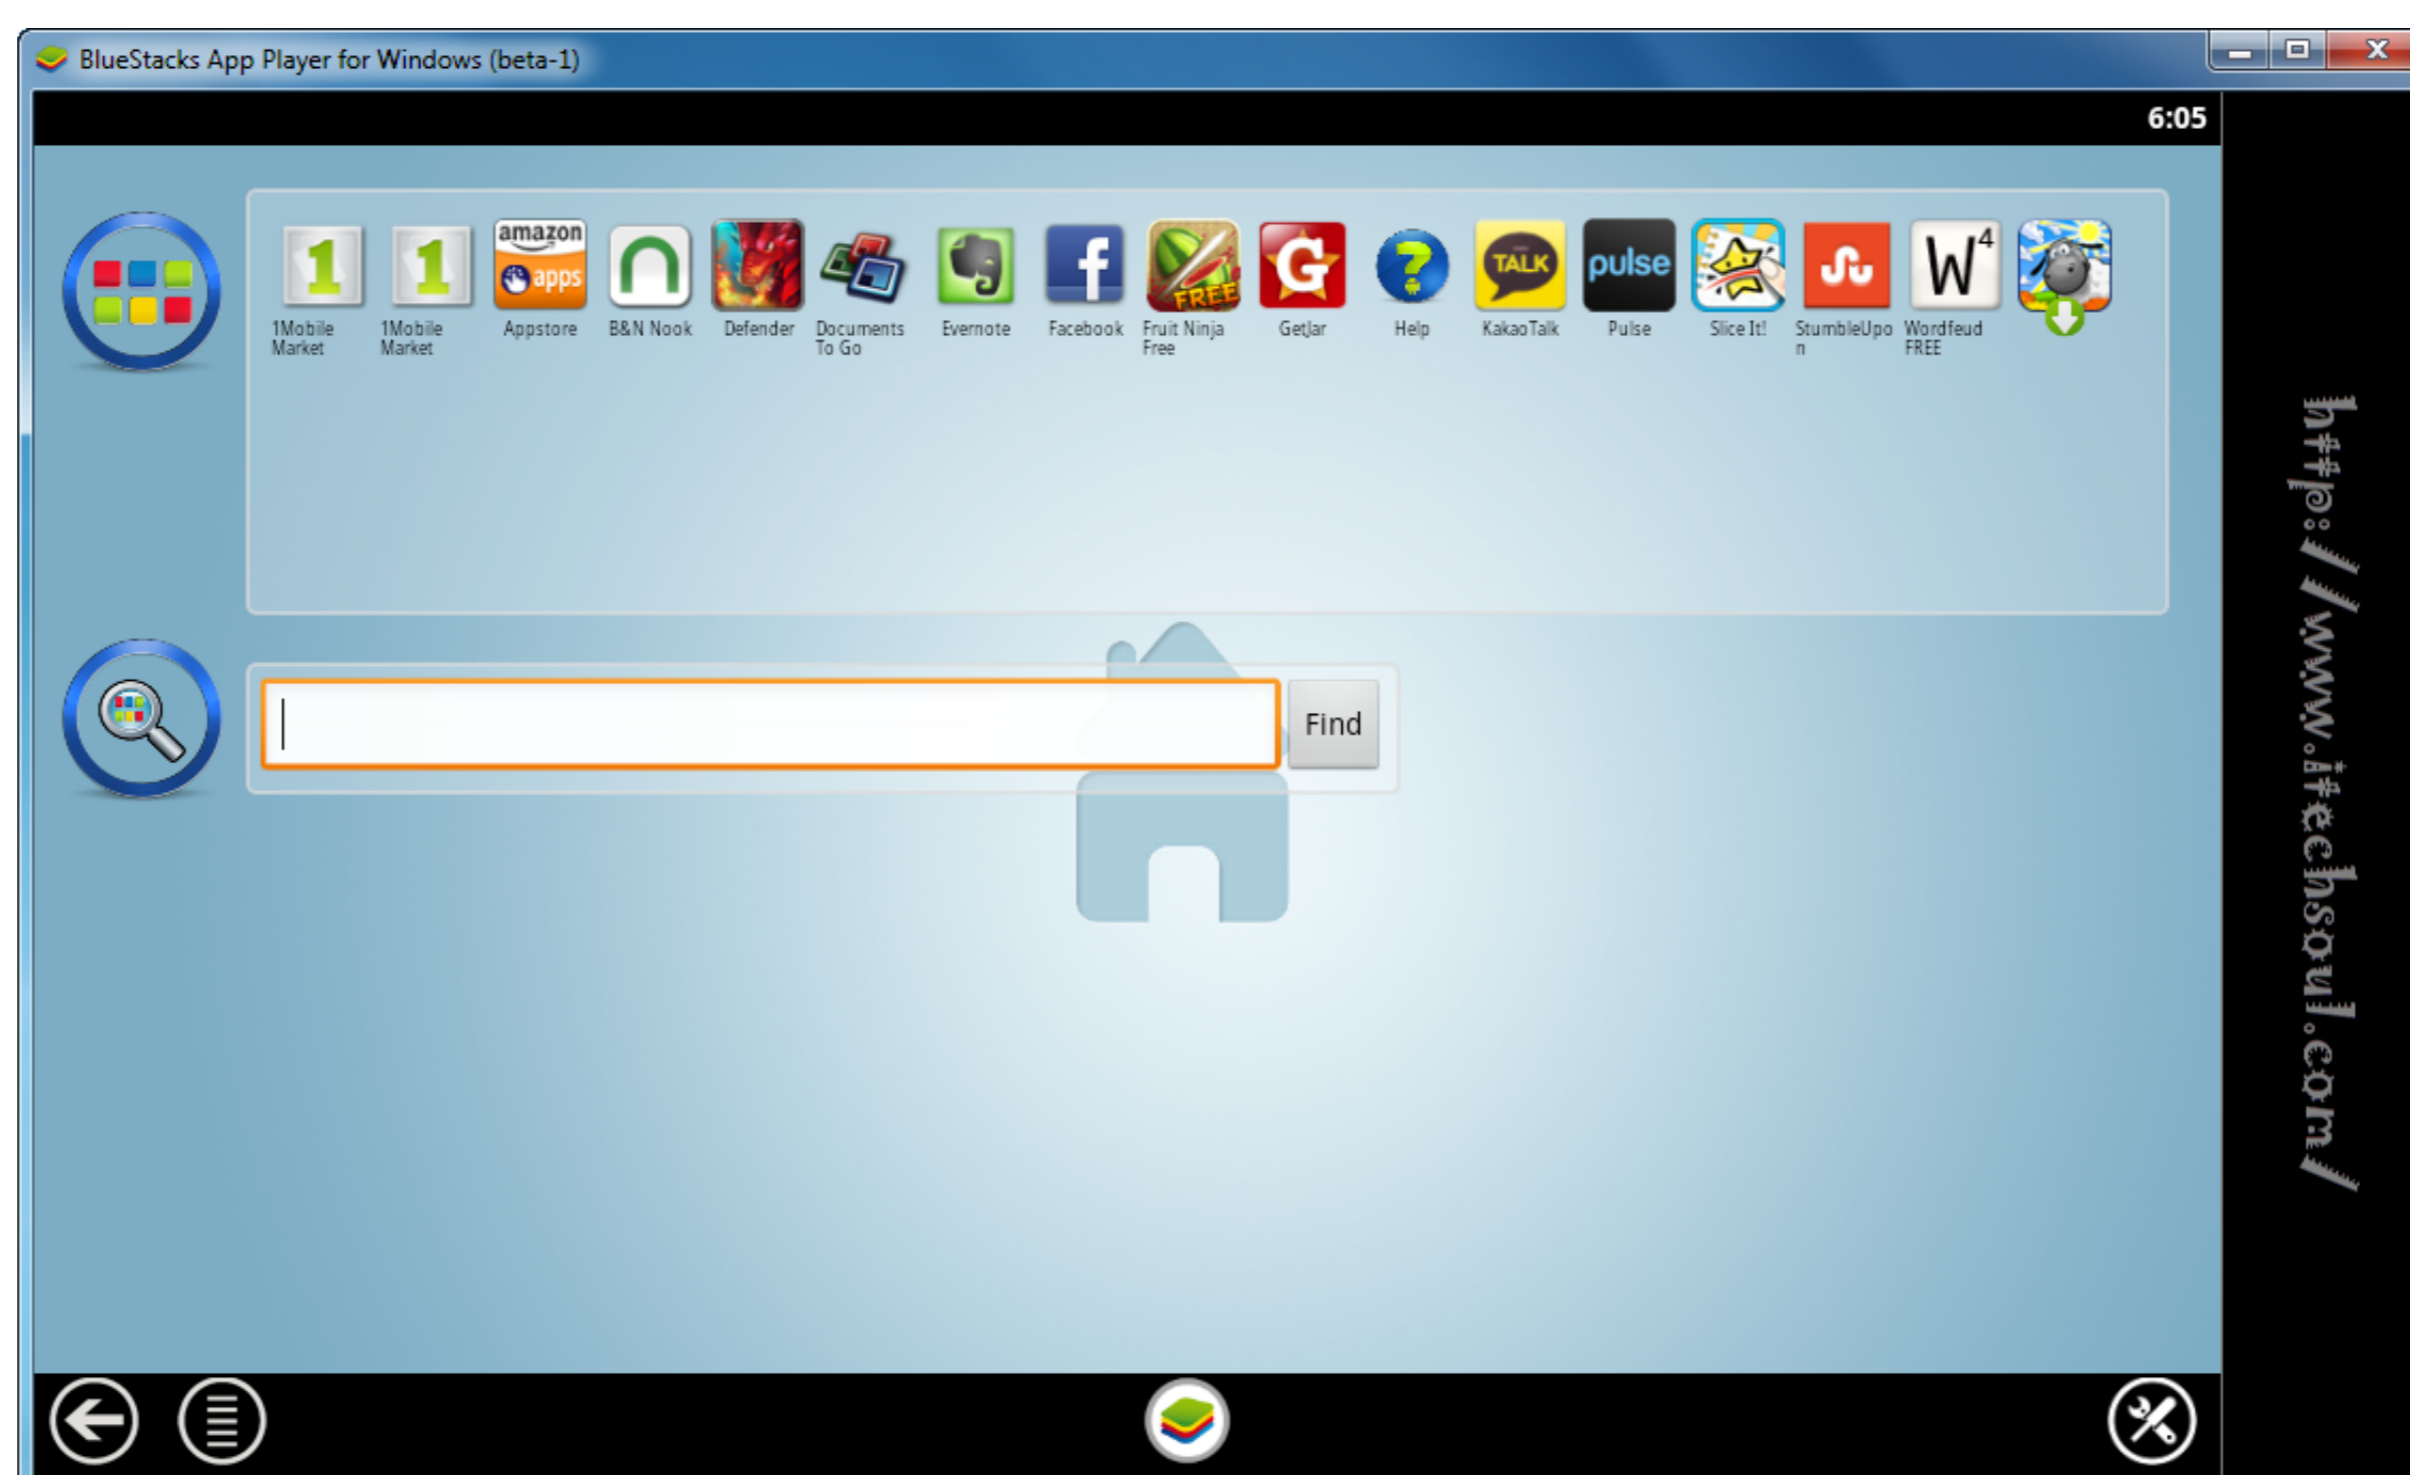 BlueStacks App Player for Windows (beta-1)
6:05
1
1
amazon
apps
FREE
G
TALK
pulse
W4
1Mobile
Market
1Mobile
Market
Appstore
B&N Nook
Defender
Documents
To Go
Evernote
Facebook
Fruit Ninja
Free
GetJar
Help
KakaoTalk
Pulse
Slice It!
StumbleUpo
n
Wordfeud
FREE
Find
http://www.itechsoul.com/